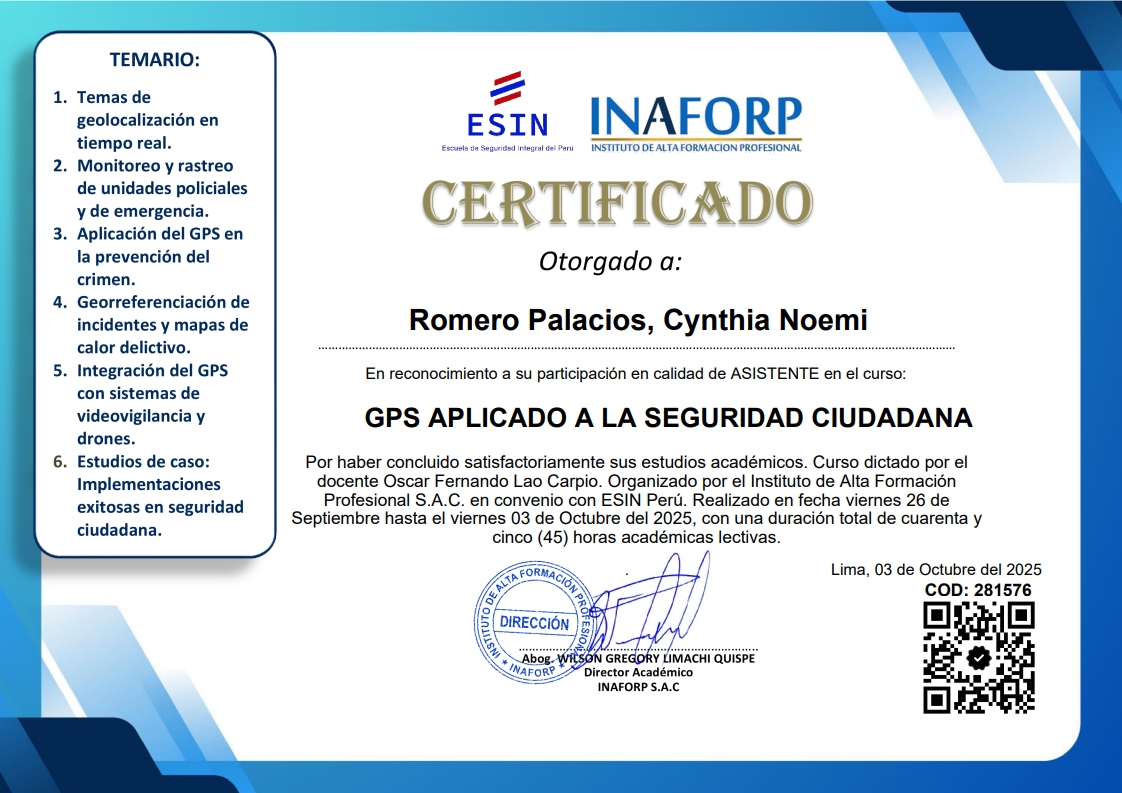 TEMARIO:
1. Temas de
geolocalización en
tiempo real.
2. Monitoreo y rastreo
de unidades policiales
y de emergencia.
3. Aplicación del GPS en
la prevención del
crimen.
4. Georreferenciación de
incidentes y mapas de
calor delictivo.
5. Integración del GPS
con sistemas de
videovigilancia y
drones.
6. Estudios de caso:
Implementaciones
exitosas en seguridad
ciudadana.
ESIN
Escuela de Seguridad Integral del Perú
INAFORP
INSTITUTO DE ALTA FORMACION PROFESIONAL
CERTIFICADO
Otorgado a:
Romero Palacios, Cynthia Noemi
En reconocimiento a su participación en calidad de ASISTENTE en el curso:
GPS APLICADO A LA SEGURIDAD CIUDADANA
Por haber concluido satisfactoriamente sus estudios académicos. Curso dictado por el
docente Oscar Fernando Lao Carpio. Organizado por el Instituto de Alta Formación
Profesional S.A.C. en convenio con ESIN Perú. Realizado en fecha viernes 26 de
Septiembre hasta el viernes 03 de Octubre del 2025, con una duración total de cuarenta y
cinco (45) horas académicas lectivas.
Lima, 03 de Octubre del 2025
COD: 281576
INSTITUTO DE ALTA FORMACIÓN PROFESIONAL
DIRECCIÓN
INAFORP
Abog. WILSON GREGORY LIMACHI QUISPE
Director Académico
INAFORP S.A.C